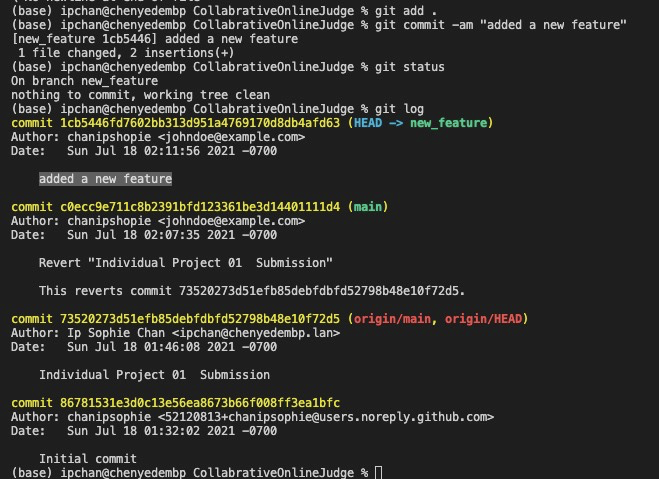 (base) ipchan@chenyedembp CollabrativeOnlineJudge % git add .
(base) ipchan@chenyedembp CollabrativeOnlineJudge % git commit -am "added a new feature"
[new_feature 1cb5446] added a new feature
1 file changed, 2 insertions(+)
(base) ipchan@chenyedembp CollabrativeOnlineJudge % git status
On branch new_feature
nothing to commit, working tree clean
(base) ipchan@chenyedembp CollabrativeOnlineJudge % git log
commit 1cb5446fd7602bb313d951a4769170d8db4afd63 (HEAD -> new_feature)
Author: chanipshopie <johndoe@example.com>
Date:   Sun Jul 18 02:11:56 2021 -0700
added a new feature
commit c0ecc9e711c8b2391bfd123361be3d14401111d4 (main)
Author: chanipshopie <johndoe@example.com>
Date:   Sun Jul 18 02:07:35 2021 -0700
Revert "Individual Project 01  Submission"
This reverts commit 73520273d51efb85debfdbfd52798b48e10f72d5.
commit 73520273d51efb85debfdbfd52798b48e10f72d5 (origin/main, origin/HEAD)
Author: Ip Sophie Chan <ipchan@chenyedembp.lan>
Date:   Sun Jul 18 01:46:08 2021 -0700
Individual Project 01  Submission
commit 86781531e3d0c13e56ea8673b66f008ff3ea1bfc
Author: chanipsophie <52120813+chanipsophie@users.noreply.github.com>
Date:   Sun Jul 18 01:32:02 2021 -0700
Initial commit
(base) ipchan@chenyedembp CollabrativeOnlineJudge %